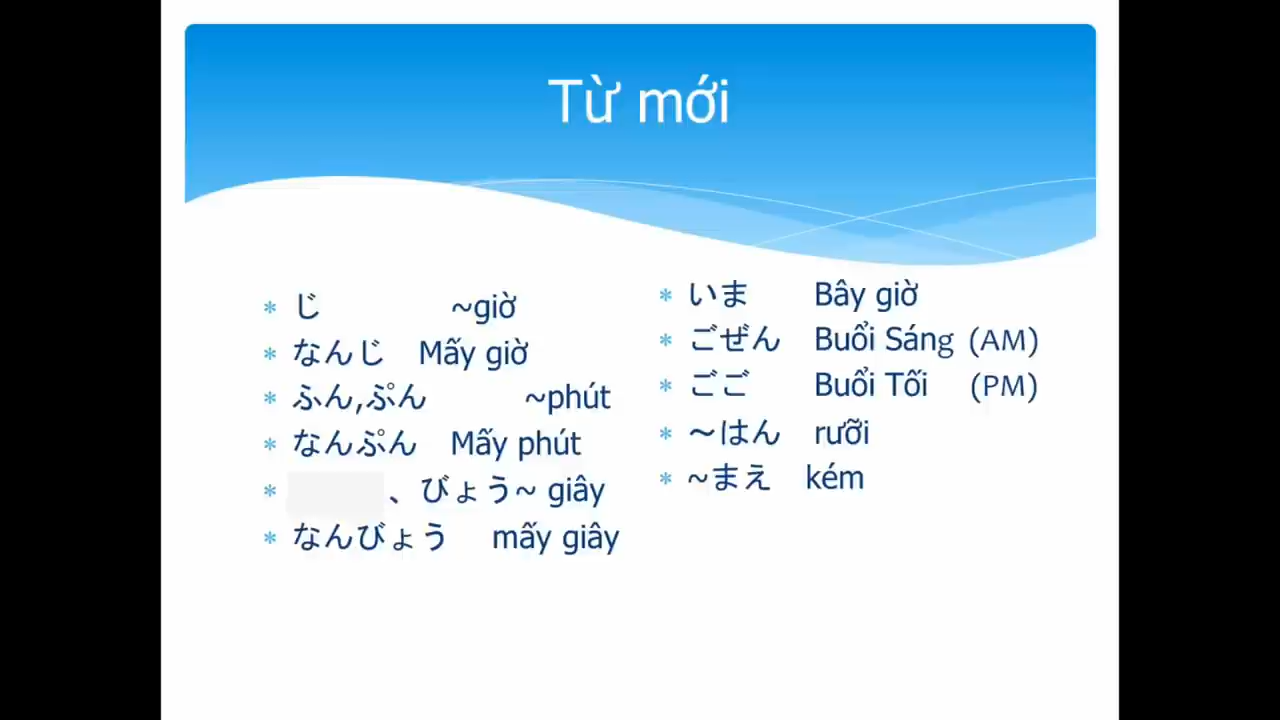 Từ mới
じ ~giờ
なんじ Mấy giờ
ふん,ぷん ~phút
なんぷん Mấy phút
、びょう~ giây
なんびょう mấy giây
いま Bây giờ
ごぜん Buổi Sáng (AM)
ごご Buổi Tối (PM)
～はん rưỡi
~まえ kém